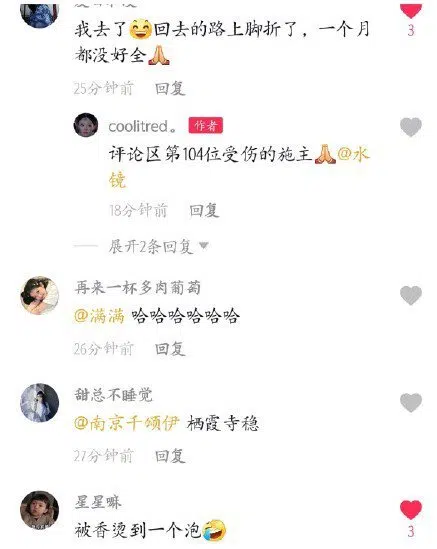 我去了😄回去的路上脚折了，一个月
都没好全🙏
3
25分钟前 回复
coolitred。 作者
评论区第104位受伤的施主🙏@水
镜
18分钟前 回复
展开2条回复
再来一杯多肉葡萄
@满满 哈哈哈哈哈哈
26分钟前 回复
甜总不睡觉
@南京千颂伊 栖霞寺稳
27分钟前 回复
星星嘛
被香烫到一个泡🤣
3